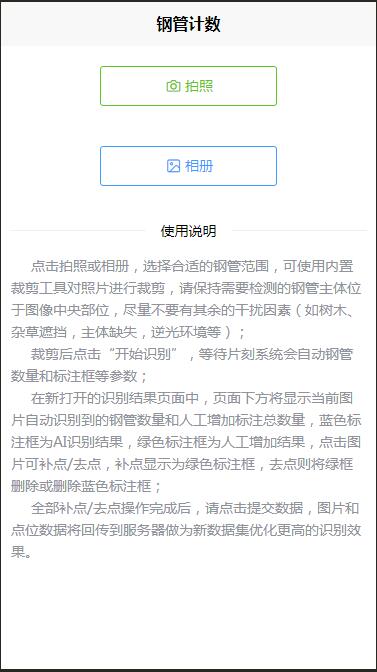 钢管计数
拍照
相册
使用说明
点击拍照或相册，选择合适的钢管范围，可使用内置
裁剪工具对照片进行裁剪，请保持需要检测的钢管主体位
于图像中央部位，尽量不要有其余的干扰因素（如树木、
杂草遮挡，主体缺失，逆光环境等）；
裁剪后点击“开始识别”，等待片刻系统会自动钢管
数量和标注框等参数；
在新打开的识别结果页面中，页面下方将显示当前图
片自动识别到的钢管数量和人工增加标注总数量，蓝色标
注框为AI识别结果，绿色标注框为人工增加结果，点击图
片可补点/去点，补点显示为绿色标注框，去点则将绿框
删除或删除蓝色标注框；
全部补点/去点操作完成后，请点击提交数据，图片和
点位数据将回传到服务器做为新数据集优化更高的识别效
果。